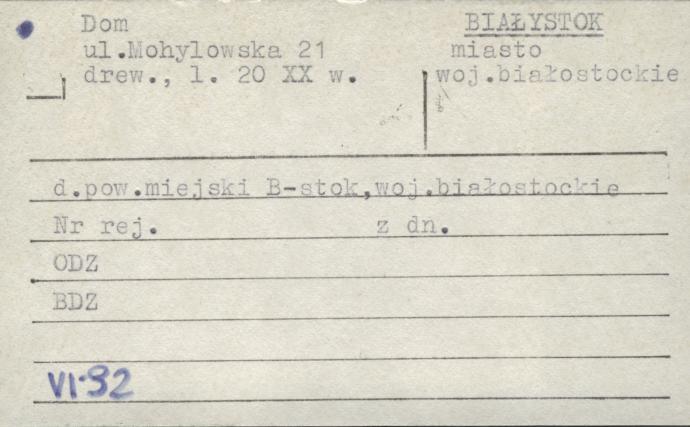 Dom
ul.Mohylowska 21
drew., l. 20 XX w.
BIAŁYSTOK
miasto
woj.białostockie
d.pow.miejski B-stok,woj.białostockie
Nr rej. z dn.
ODZ
BDZ
VI·92